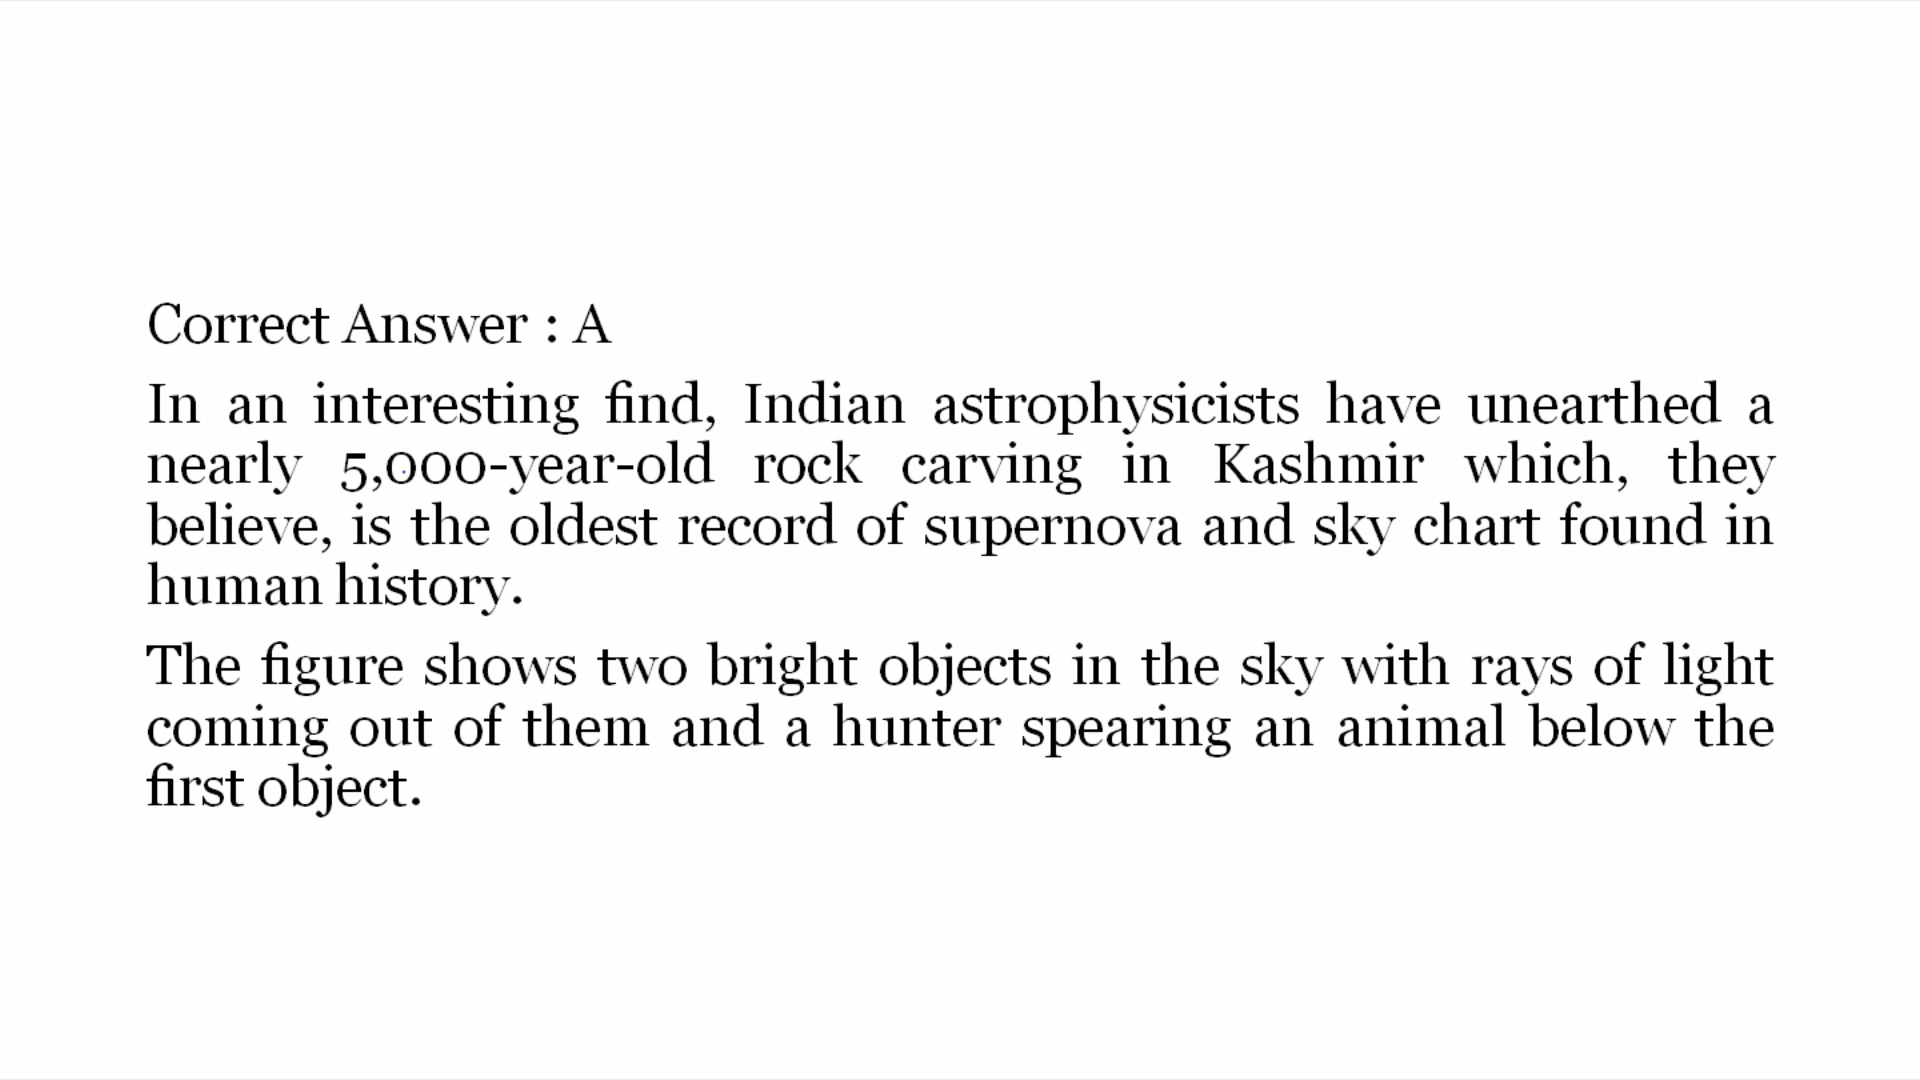 Correct Answer : A
In an interesting find, Indian astrophysicists have unearthed a
nearly 5,000-year-old rock carving in Kashmir which, they
believe, is the oldest record of supernova and sky chart found in
human history.
The figure shows two bright objects in the sky with rays of light
coming out of them and a hunter spearing an animal below the
first object.